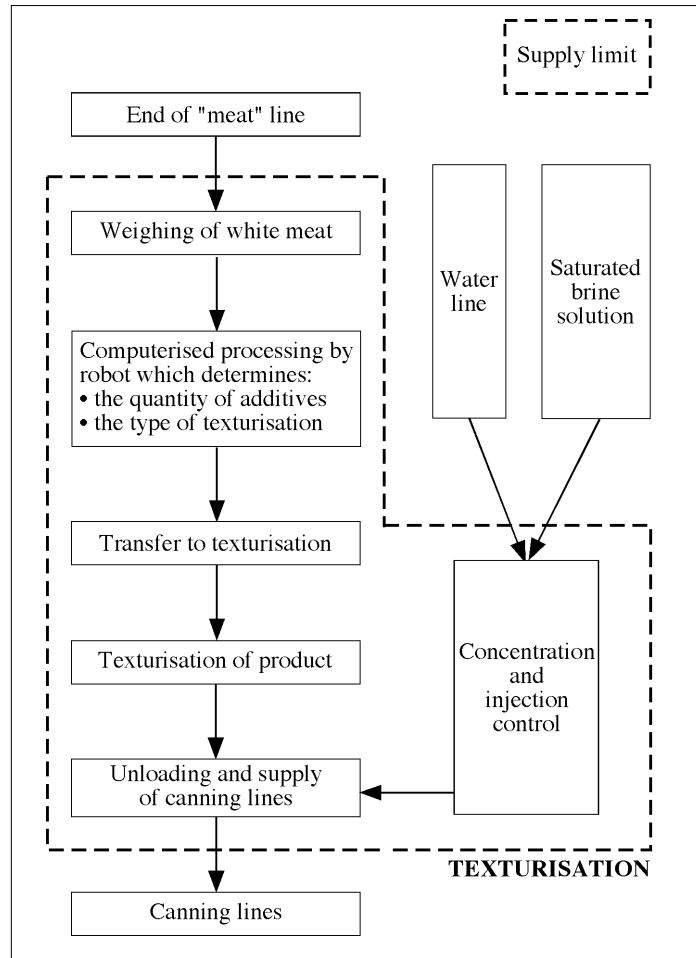 Supply limit
End of "meat" line
Weighing of white meat
Water
line
Saturated
brine
solution
Computerised processing by
robot which determines:
• the quantity of additives
• the type of texturisation
Transfer to texturisation
Texturisation of product
Concentration
and
injection
control
Unloading and supply
of canning lines
TEXTURISATION
Canning lines